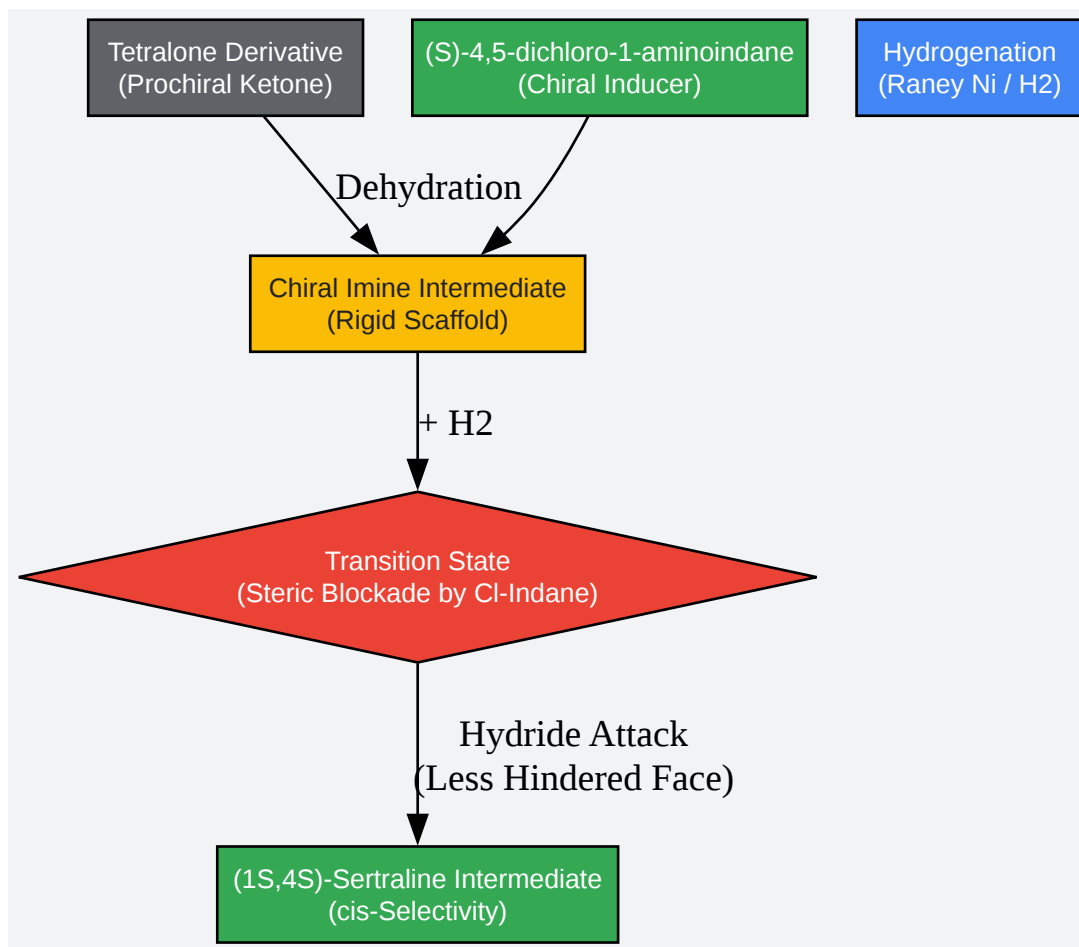 Tetralone Derivative
(Prochiral Ketone)
(S)-4,5-dichloro-1-aminoindane
(Chiral Inducer)
Hydrogenation
(Raney Ni / H2)
Dehydration
Chiral Imine Intermediate
(Rigid Scaffold)
+ H2
Transition State
(Steric Blockade by Cl-Indane)
Hydride Attack
(Less Hindered Face)
(1S,4S)-Sertraline Intermediate
(cis-Selectivity)